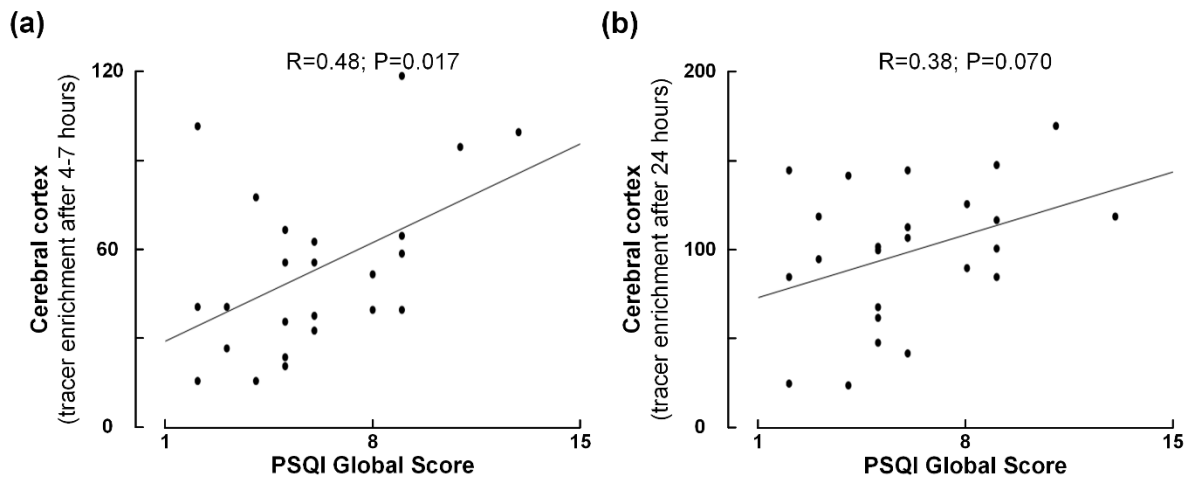 (a)
R=0.48; P=0.017
Cerebral cortex
(tracer enrichment after 4-7 hours)
120
60
0
1
8
15
PSQI Global Score
(b)
R=0.38; P=0.070
Cerebral cortex
(tracer enrichment after 24 hours)
200
100
0
1
8
15
PSQI Global Score